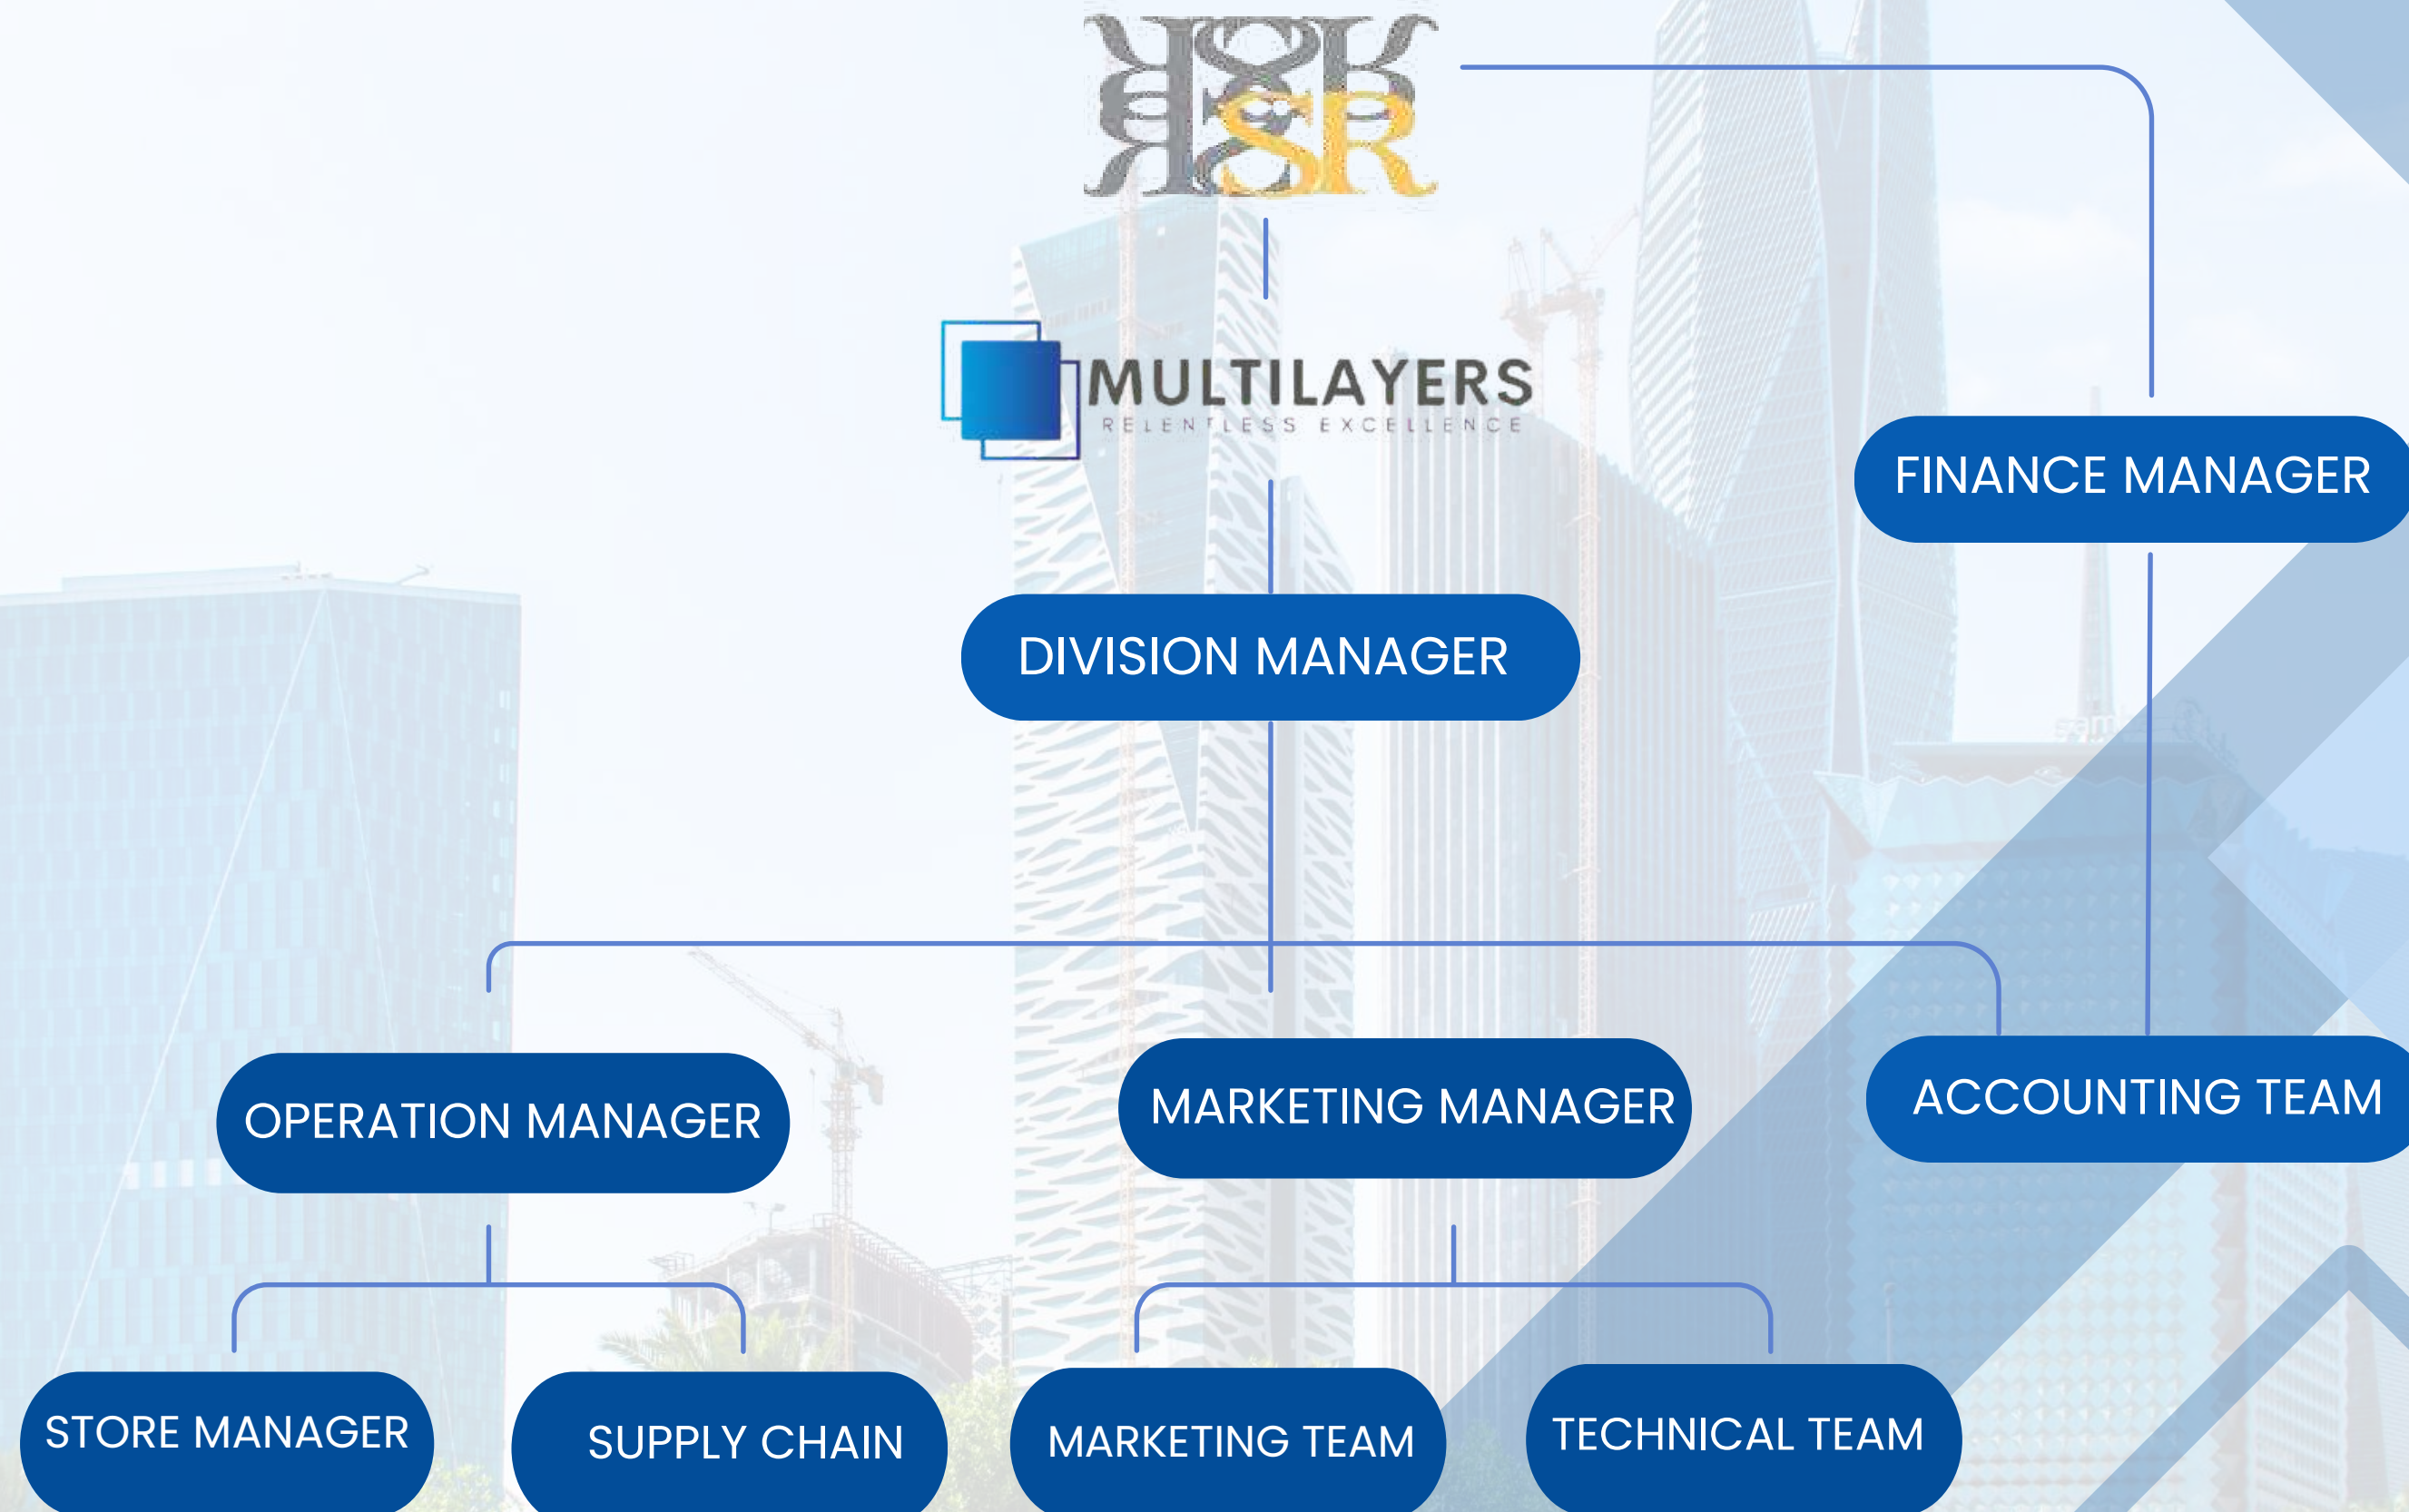 SR
MULTILAYERS
RELENTLESS EXCELLENCE
FINANCE MANAGER
DIVISION MANAGER
OPERATION MANAGER
MARKETING MANAGER
ACCOUNTING TEAM
STORE MANAGER
SUPPLY CHAIN
MARKETING TEAM
TECHNICAL TEAM